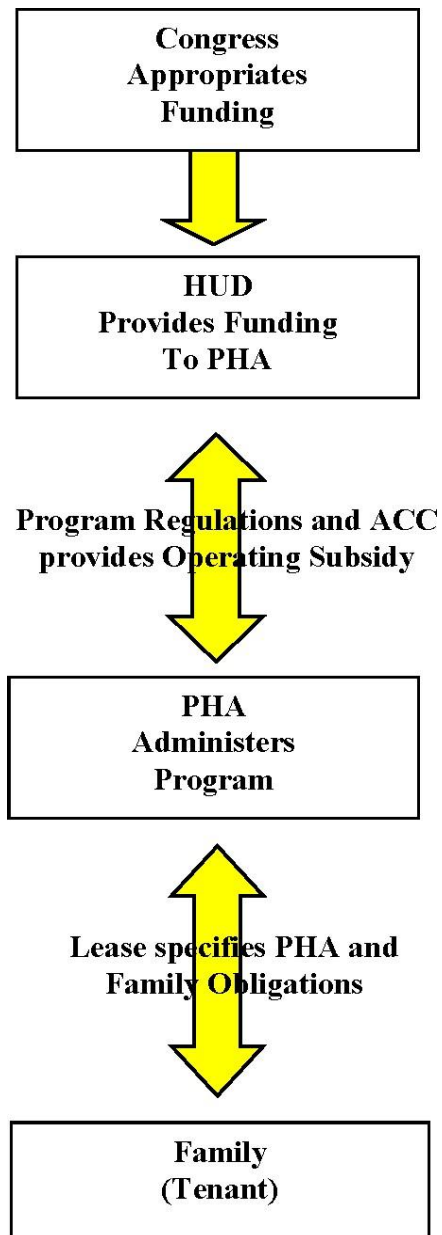 Congress
Appropriates
Funding
HUD
Provides Funding
To PHA
Program Regulations and ACC
provides Operating Subsidy
PHA
Administers
Program
Lease specifies PHA and
Family Obligations
Family
(Tenant)